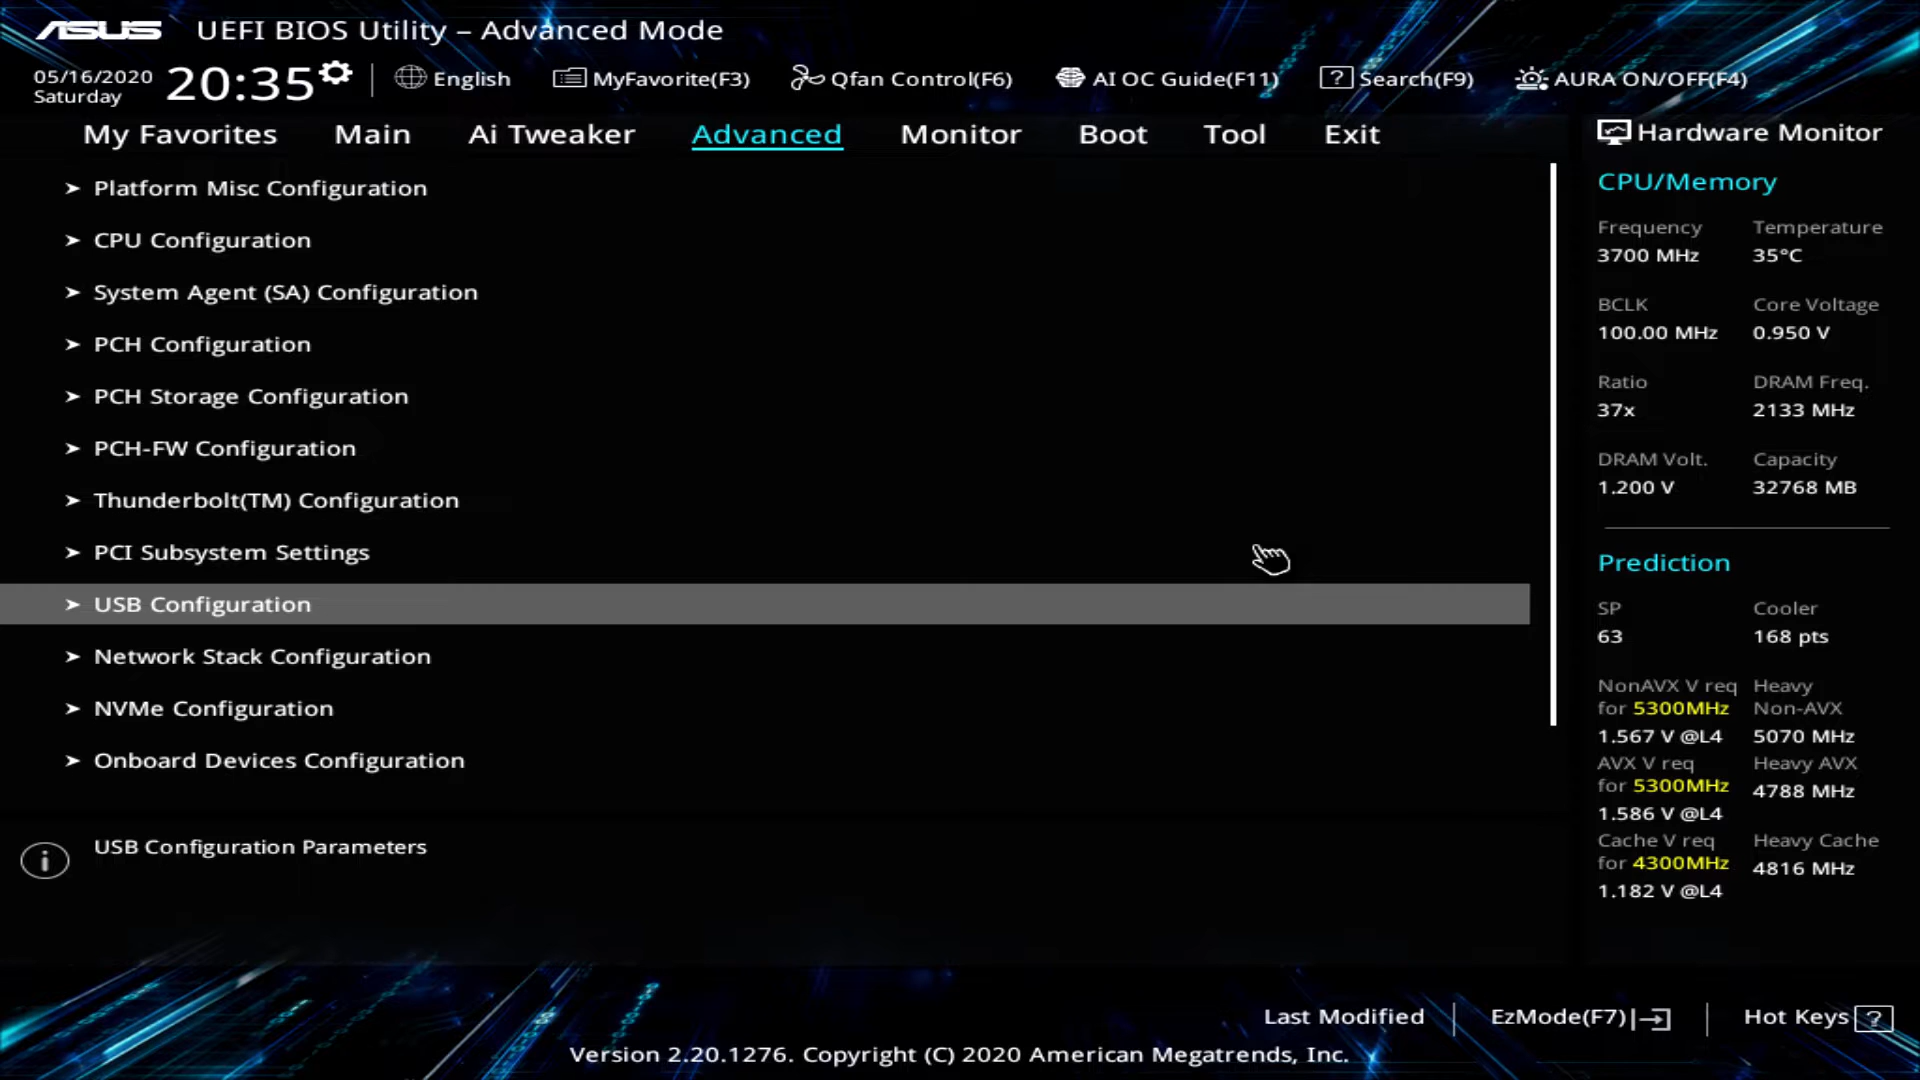 ASUS UEFI BIOS Utility – Advanced Mode
05/16/2020
Saturday
20:35
English
MyFavorite(F3)
Qfan Control(F6)
AI OC Guide(F11)
? Search(F9)
AURA ON/OFF(F4)
My Favorites Main Ai Tweaker Advanced Monitor Boot Tool Exit
Platform Misc Configuration
CPU Configuration
System Agent (SA) Configuration
PCH Configuration
PCH Storage Configuration
PCH-FW Configuration
Thunderbolt(TM) Configuration
PCI Subsystem Settings
USB Configuration
Network Stack Configuration
NVMe Configuration
Onboard Devices Configuration
i USB Configuration Parameters
Hardware Monitor
CPU/Memory
Frequency Temperature
3700 MHz 35°C
BCLK Core Voltage
100.00 MHz 0.950 V
Ratio DRAM Freq.
37x 2133 MHz
DRAM Volt. Capacity
1.200 V 32768 MB
Prediction
SP Cooler
63 168 pts
NonAVX V req Heavy
for 5300MHz Non-AVX
1.567 V @L4 5070 MHz
AVX V req Heavy AVX
for 5300MHz 4788 MHz
1.586 V @L4
Cache V req Heavy Cache
for 4300MHz 4816 MHz
1.182 V @L4
Last Modified
EzMode(F7)
Hot Keys ?
Version 2.20.1276. Copyright (C) 2020 American Megatrends, Inc.